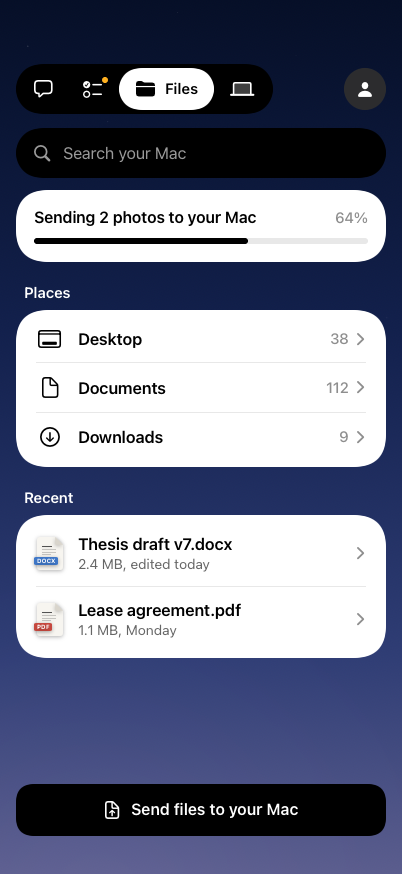 Files
Search your Mac
Sending 2 photos to your Mac 64%
Places
Desktop 38
Documents 112
Downloads 9
Recent
Thesis draft v7.docx
DOCX
2.4 MB, edited today
Lease agreement.pdf
PDF
1.1 MB, Monday
Send files to your Mac